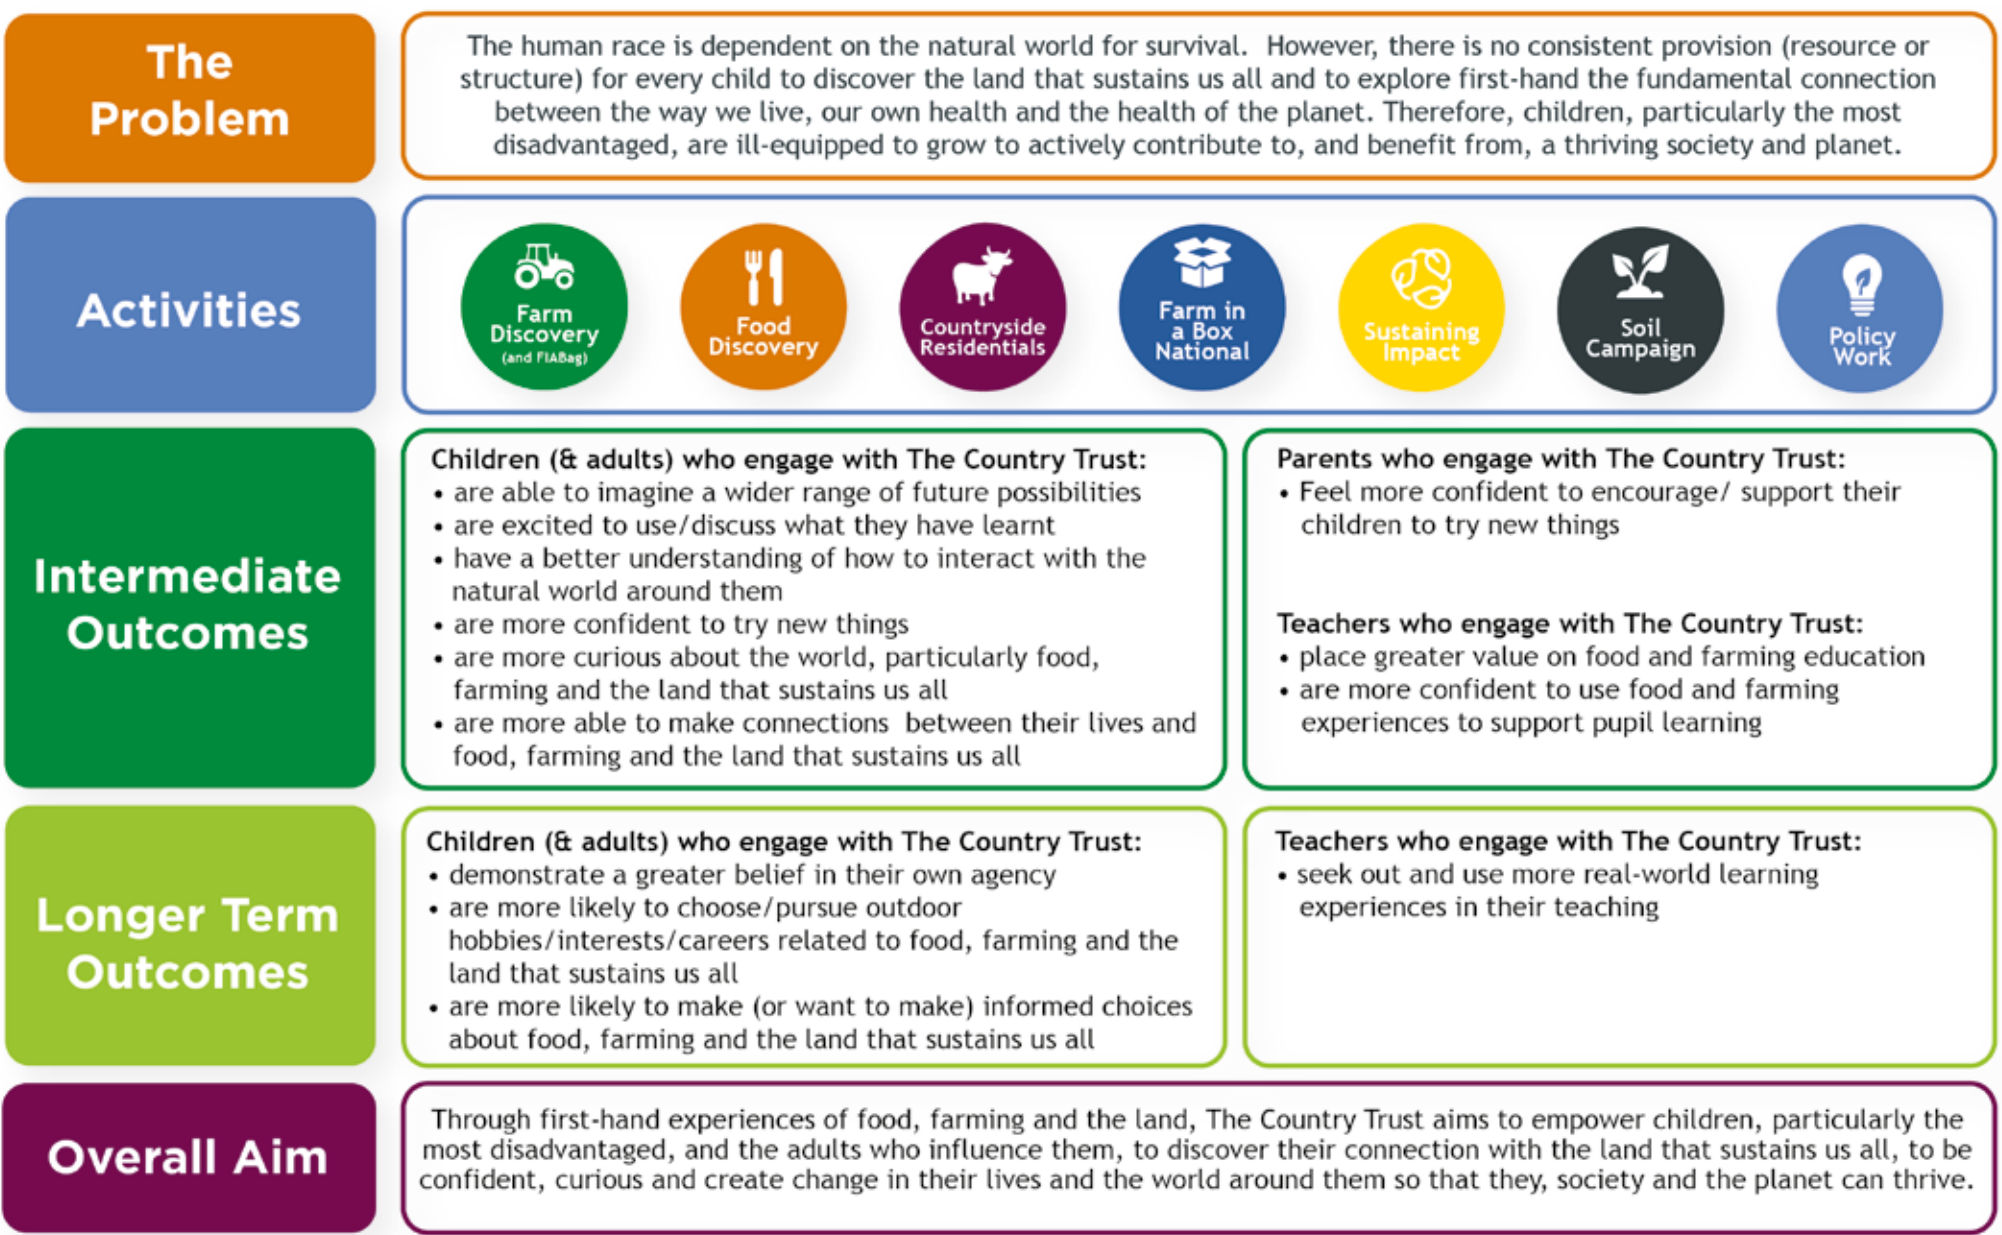 The
Problem
The human race is dependent on the natural world for survival. However, there is no consistent provision (resource or
structure) for every child to discover the land that sustains us all and to explore first-hand the fundamental connection
between the way we live, our own health and the health of the planet. Therefore, children, particularly the most
disadvantaged, are ill-equipped to grow to actively contribute to, and benefit from, a thriving society and planet.
Activities
Farm
Discovery
(and FIABag)
Food
Discovery
Countryside
Residentials
Farm in
a Box
National
Sustaining
Impact
Soil
Campaign
Policy
Work
Intermediate
Outcomes
Children (& adults) who engage with The Country Trust:
• are able to imagine a wider range of future possibilities
• are excited to use/discuss what they have learnt
• have a better understanding of how to interact with the
natural world around them
• are more confident to try new things
• are more curious about the world, particularly food,
farming and the land that sustains us all
• are more able to make connections between their lives and
food, farming and the land that sustains us all
Parents who engage with The Country Trust:
• Feel more confident to encourage/ support their
children to try new things
Teachers who engage with The Country Trust:
• place greater value on food and farming education
• are more confident to use food and farming
experiences to support pupil learning
Longer Term
Outcomes
Children (& adults) who engage with The Country Trust:
• demonstrate a greater belief in their own agency
• are more likely to choose/pursue outdoor
hobbies/interests/careers related to food, farming and the
land that sustains us all
• are more likely to make (or want to make) informed choices
about food, farming and the land that sustains us all
Teachers who engage with The Country Trust:
• seek out and use more real-world learning
experiences in their teaching
Overall Aim
Through first-hand experiences of food, farming and the land, The Country Trust aims to empower children, particularly the
most disadvantaged, and the adults who influence them, to discover their connection with the land that sustains us all, to be
confident, curious and create change in their lives and the world around them so that they, society and the planet can thrive.